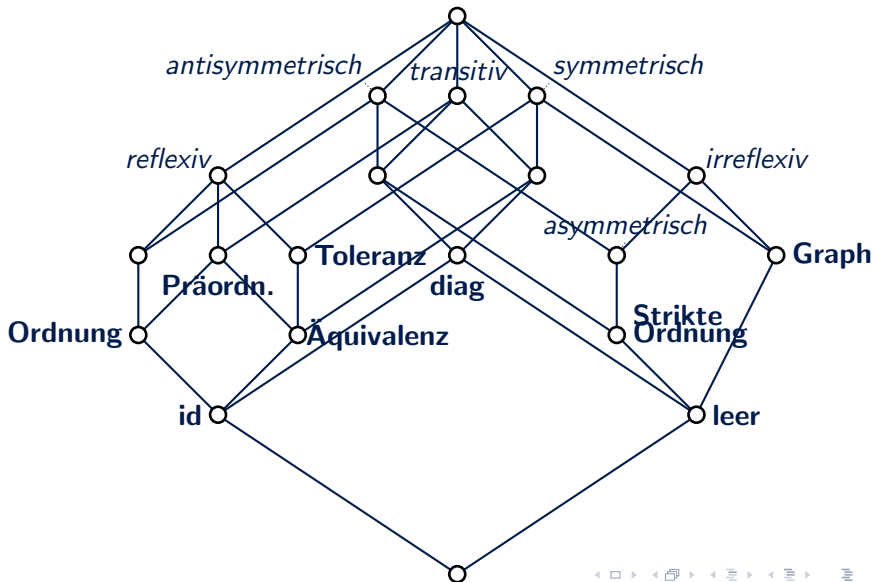 antisymmetrisch
transitiv
symmetrisch
reflexiv
irreflexiv
asymmetrisch
Toleranz
Graph
Präordn.
diag
Strikte
Ordnung
Äquivalenz
Ordnung
id
leer